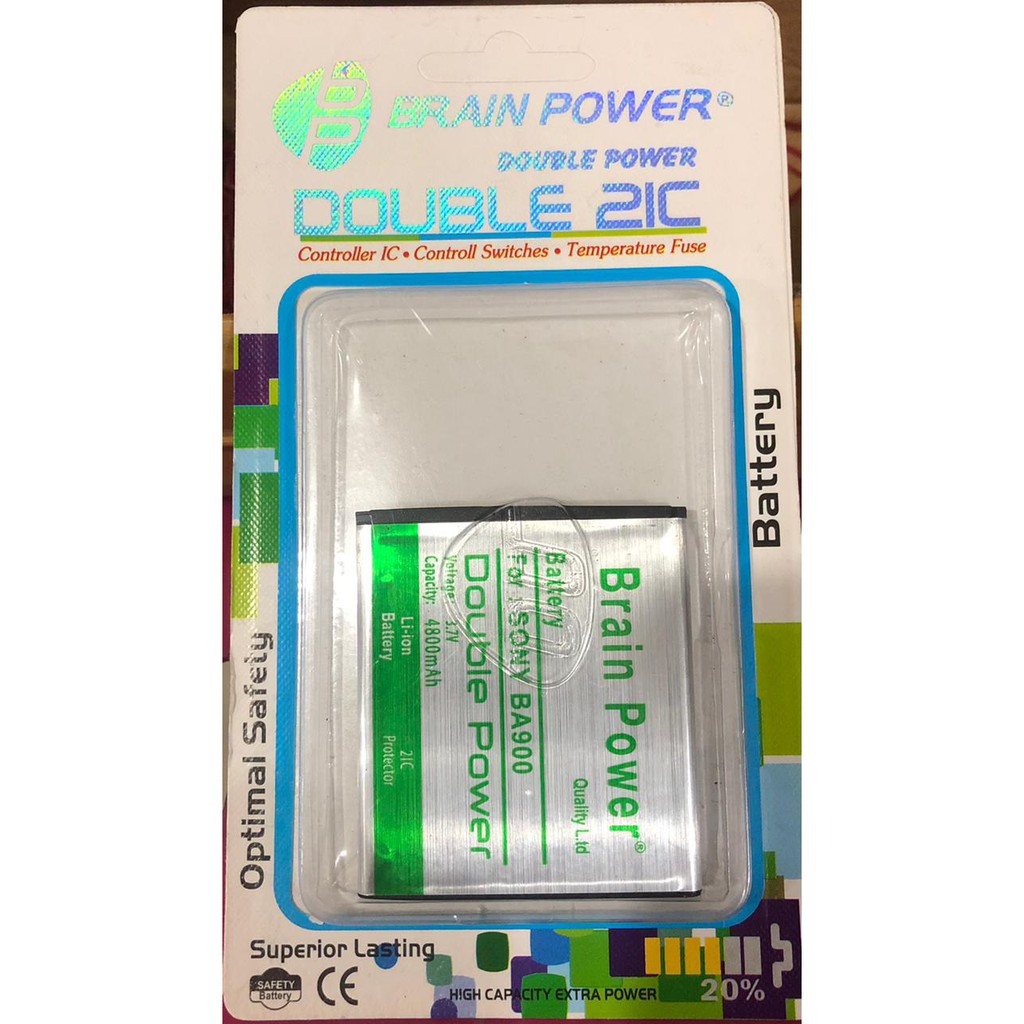 bp BRAIN POWER®
DOUBLE POWER
DOUBLE 2IC
Controller IC • Controll Switches • Temperature Fuse
Battery
Optimal Safety
Brain Power®
Quality L.td
Battery
For : SONY BA900
Double Power
Voltage: 3.7V
Capacity: 4800mAh
Li-ion
Battery
2IC
Protector
Superior Lasting
SAFETY
Battery
CE
HIGH CAPACITY EXTRA POWER
20%